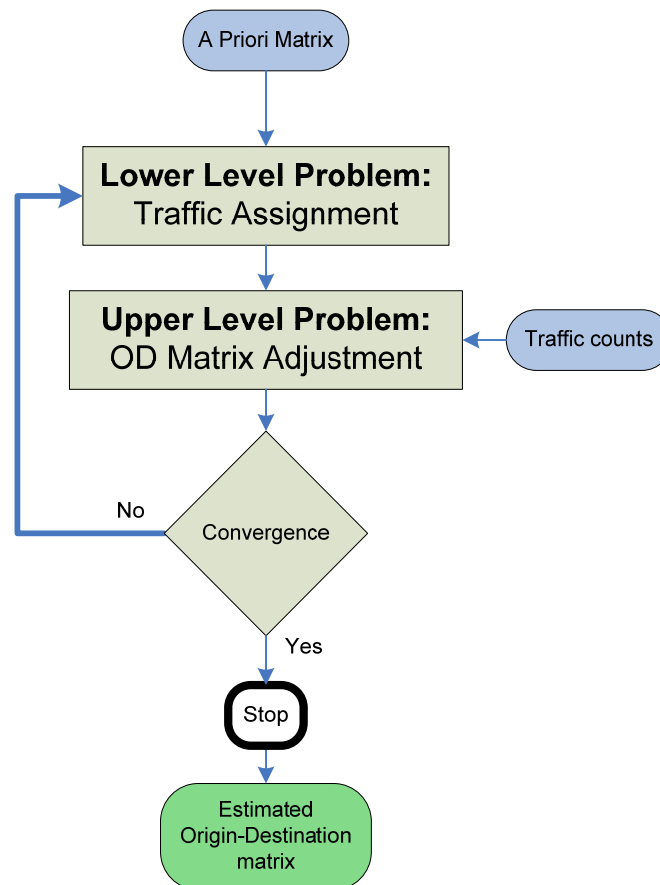 A Priori Matrix
Lower Level Problem:
Traffic Assignment
Upper Level Problem:
OD Matrix Adjustment
Traffic counts
No
Convergence
Yes
Stop
Estimated
Origin-Destination
matrix